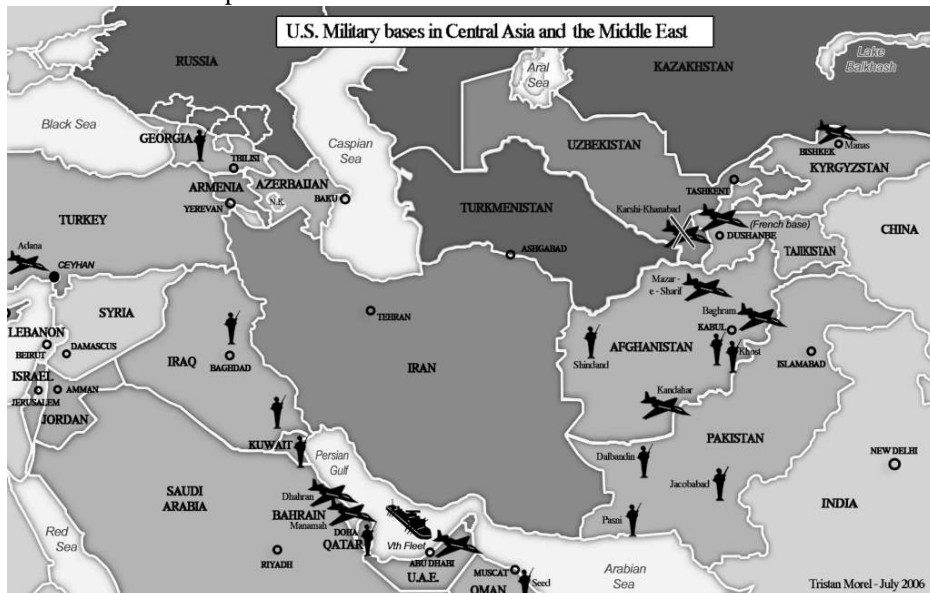 U.S. Military bases in Central Asia and the Middle East
RUSSIA
KAZAKHSTAN
Lake
Balkhash
Aral
Sea
Black Sea
GEORGIA
TBILISI
Caspian
Sea
UZBEKISTAN
BISHKEK
Manas
KYRGYZSTAN
ARMENIA
AZERBAIJAN
YEREVAN
N.K.
BAKU
TASHKENT
TURKEY
TURKMENISTAN
Karshi-Khanabad
(French base)
DUSHANBE
CHINA
TAJIKISTAN
Adana
CEYHAN
ASHGABAD
Mazar -
e - Sharif
SYRIA
TEHRAN
Baghram
KABUL
LEBANON
BEIRUT
DAMASCUS
IRAQ
BAGHDAD
IRAN
Shindand
AFGHANISTAN
Khost
ISLAMABAD
ISRAEL
JERUSALEM
AMMAN
JORDAN
Kandahar
KUWAIT
PAKISTAN
Persian
Gulf
Dalbandin
NEW DELHI
Jacobabad
SAUDI
ARABIA
Dhahran
BAHRAIN
Manamah
DOHA
QATAR
Vth Fleet
Pasni
INDIA
Red
Sea
RIYADH
ABU DHABI
U.A.E.
MUSCAT
OMAN
Seed
Arabian
Sea
Tristan Morel - July 2006